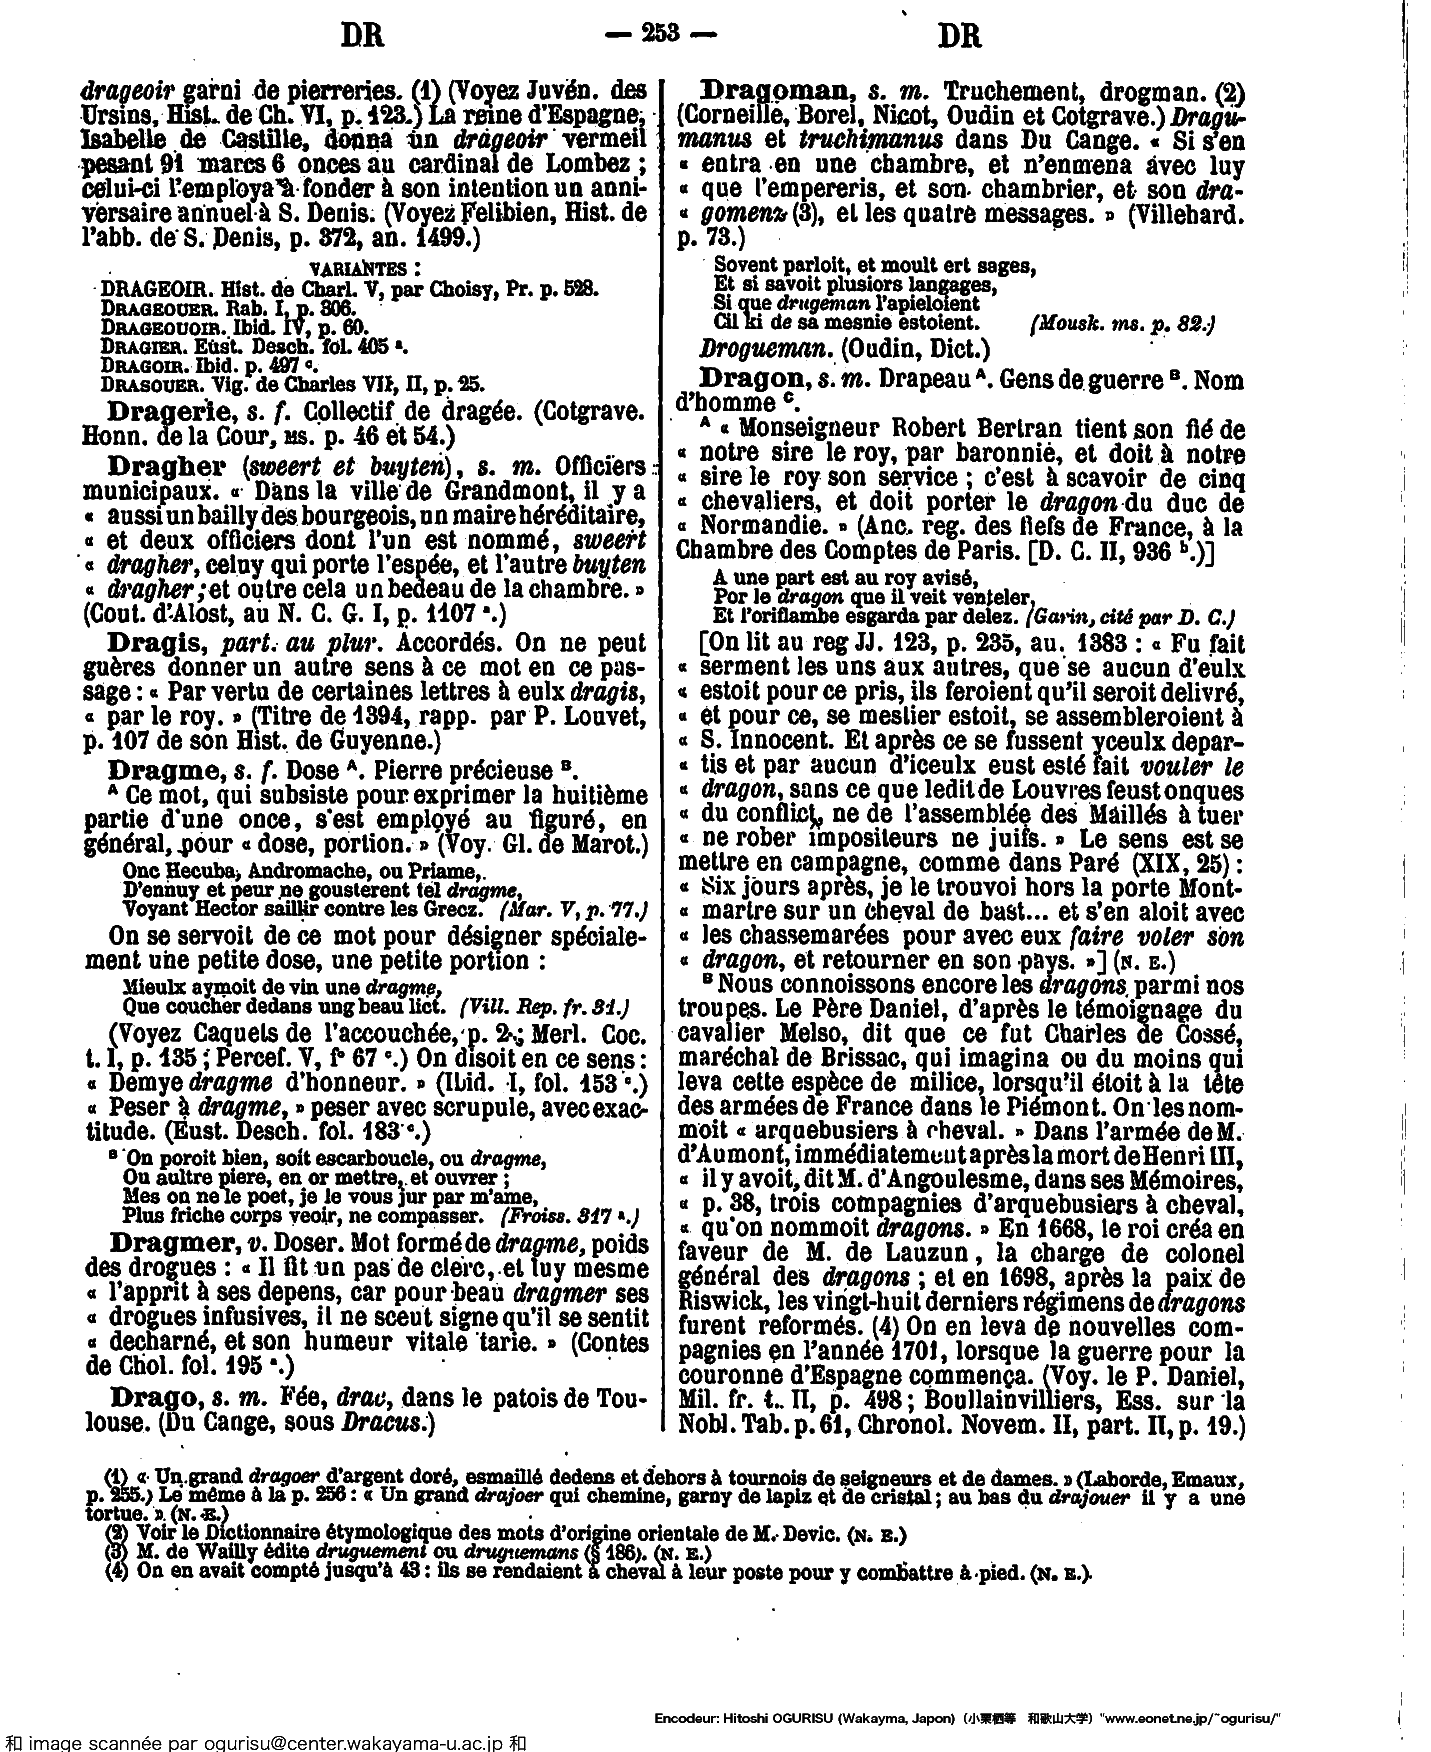 DR
— 253 —
DR
drageoir garni de pierreries. (1) (Voyez Juvén. des
Ursins, Hist. de Ch. VI, p. 123.) La reine d'Espagne,
Isabelle de Castille, donna un drageoir vermeil
pesant 91 marcs 6 onces au cardinal de Lombez ;
celui-ci l'employa à fonder à son intention un anni-
versaire annuel à S. Denis. (Voyez Felibien, Hist. de
l'abb. de S. Denis, p. 372, an. 1499.)
VARIANTES :
DRAGEOIR. Hist. de Charl. V, par Choisy, Pr. p. 528.
DRAGEOUER. Rab. I, p. 306.
DRAGEOUOIR. Ibid. IV, p. 60.
DRAGIER. Eust. Desch. fol. 405 ª.
DRAGOIR. Ibid. p. 497 ᶜ.
DRASOUER. Vig. de Charles VII, II, p. 25.
Dragerie, s. f. Collectif de dragée. (Cotgrave.
Honn. de la Cour, ms. p. 46 et 54.)
Dragher (sweert et buyten), s. m. Officiers
municipaux. « Dans la ville de Grandmont, il y a
« aussi un bailly des bourgeois, un maire héréditaire,
« et deux officiers dont l'un est nommé, sweert
« dragher, celuy qui porte l'espée, et l'autre buyten
« dragher ; et outre cela un bedeau de la chambre. »
(Cout. d'Alost, au N. C. G. I, p. 1107 ª.)
Dragis, part. au plur. Accordés. On ne peut
guères donner un autre sens à ce mot en ce pas-
sage : « Par vertu de certaines lettres à eulx dragis,
« par le roy. » (Titre de 1394, rapp. par P. Louvet,
p. 107 de son Hist. de Guyenne.)
Dragme, s. f. Dose ᴬ. Pierre précieuse ᴮ.
ᴬ Ce mot, qui subsiste pour exprimer la huitième
partie d'une once, s'est employé au figuré, en
général, pour « dose, portion. » (Voy. Gl. de Marot.)
Onc Hecuba, Andromache, ou Priame,
D'ennuy et peur ne gousterent tel dragme,
Voyant Hector saillir contre les Grecz. (Mar. V, p. 77.)
On se servoit de ce mot pour désigner spéciale-
ment une petite dose, une petite portion :
Mieulx aymoit de vin une dragme,
Que coucher dedans ung beau lict. (Vill. Rep. fr. 31.)
(Voyez Caquets de l'accouchée, p. 2 ; Merl. Coc.
t. I, p. 135 ; Percef. V, f° 67 ᶜ.) On disoit en ce sens :
« Demye dragme d'honneur. » (Ibid. I, fol. 153 ᶜ.)
« Peser à dragme, » peser avec scrupule, avec exac-
titude. (Eust. Desch. fol. 183 ᶜ.)
ᴮ On poroit bien, soit escarboucle, ou dragme,
Ou aultre piere, en or mettre, et ouvrer ;
Mes on ne le poet, je le vous jur par m'ame,
Plus friche corps veoir, ne compasser. (Froiss. 317 ª.)
Dragmer, v. Doser. Mot formé de dragme, poids
des drogues : « Il fit un pas de clerc, et luy mesme
« l'apprit à ses depens, car pour beau dragmer ses
« drogues infusives, il ne sceut signe qu'il se sentit
« decharné, et son humeur vitale tarie. » (Contes
de Chol. fol. 195 ª.)
Drago, s. m. Fée, drac, dans le patois de Tou-
louse. (Du Cange, sous Dracus.)
Dragoman, s. m. Truchement, drogman. (2)
(Corneille, Borel, Nicot, Oudin et Cotgrave.) Dragu-
manus et truchimanus dans Du Cange. « Si s'en
« entra en une chambre, et n'enmena avec luy
« que l'empereris, et son chambrier, et son dra-
« gomenz (3), et les quatre messages. » (Villehard.
p. 73.)
Sovent parloit, et moult ert sages,
Et si savoit plusiors langages,
Si que drugeman l'apieloient
Cil ki de sa mesnie estoient. (Mousk. ms. p. 82.)
Drogueman. (Oudin, Dict.)
Dragon, s. m. Drapeau ᴬ. Gens de guerre ᴮ. Nom
d'homme ᶜ.
ᴬ « Monseigneur Robert Bertran tient son fié de
« notre sire le roy, par baronnie, et doit à notre
« sire le roy son service ; c'est à scavoir de cinq
« chevaliers, et doit porter le dragon du duc de
« Normandie. » (Anc. reg. des fiefs de France, à la
Chambre des Comptes de Paris. [D. C. II, 936 ᵇ.)]
A une part est au roy avisé,
Por le dragon que il veit venteler,
Et l'oriflambe esgarda par delez. (Garin, cité par D. C.)
[On lit au reg JJ. 123, p. 235, au. 1383 : « Fu fait
« serment les uns aux autres, que se aucun d'eulx
« estoit pour ce pris, ils feroient qu'il seroit delivré,
« et pour ce, se mestier estoit, se assembleroient à
« S. Innocent. Et après ce se fussent yceulx depar-
« tis et par aucun d'iceulx eust esté fait vouler le
« dragon, sans ce que ledit de Louvres feust onques
« du conflict, ne de l'assemblée des Maillés à tuer
« ne rober impositeurs ne juifs. » Le sens est se
mettre en campagne, comme dans Paré (XIX, 25) :
« Six jours après, je le trouvoi hors la porte Mont-
« martre sur un cheval de bast... et s'en aloit avec
« les chassemarées pour avec eux faire voler son
« dragon, et retourner en son pays. »] (N. E.)
ᴮ Nous connoissons encore les dragons parmi nos
troupes. Le Père Daniel, d'après le témoignage du
cavalier Melso, dit que ce fut Charles de Cossé,
maréchal de Brissac, qui imagina ou du moins qui
leva cette espèce de milice, lorsqu'il étoit à la tête
des armées de France dans le Piémont. On les nom-
moit « arquebusiers à cheval. » Dans l'armée de M.
d'Aumont, immédiatement après la mort de Henri III,
« il y avoit, dit M. d'Angoulesme, dans ses Mémoires,
« p. 38, trois compagnies d'arquebusiers à cheval,
« qu'on nommoit dragons. » En 1668, le roi créa en
faveur de M. de Lauzun, la charge de colonel
général des dragons ; et en 1698, après la paix de
Riswick, les vingt-huit derniers régimens de dragons
furent reformés. (4) On en leva de nouvelles com-
pagnies en l'année 1701, lorsque la guerre pour la
couronne d'Espagne commença. (Voy. le P. Daniel,
Mil. fr. t. II, p. 498 ; Boullainvilliers, Ess. sur la
Nobl. Tab. p. 61, Chronol. Novem. II, part. II, p. 19.)
(1) « Un grand dragoer d'argent doré, esmaillé dedens et dehors à tournois de seigneurs et de dames. » (Laborde, Emaux,
p. 255.) Le même à la p. 256 : « Un grand drajoer qui chemine, garny de lapiz et de cristal ; au bas du drajouer il y a une
tortue. » (N. E.)
(2) Voir le Dictionnaire étymologique des mots d'origine orientale de M. Devic. (N. E.)
(3) M. de Wailly édite druguement ou druguemans (§ 186). (N. E.)
(4) On en avait compté jusqu'à 43 : ils se rendaient à cheval à leur poste pour y combattre à pied. (N. E.).
Encodeur: Hitoshi OGURISU (Wakayma, Japon) (小栗栖等 和歌山大学) "www.eonet.ne.jp/~ogurisu/"
和 image scannée par ogurisu@center.wakayama-u.ac.jp 和